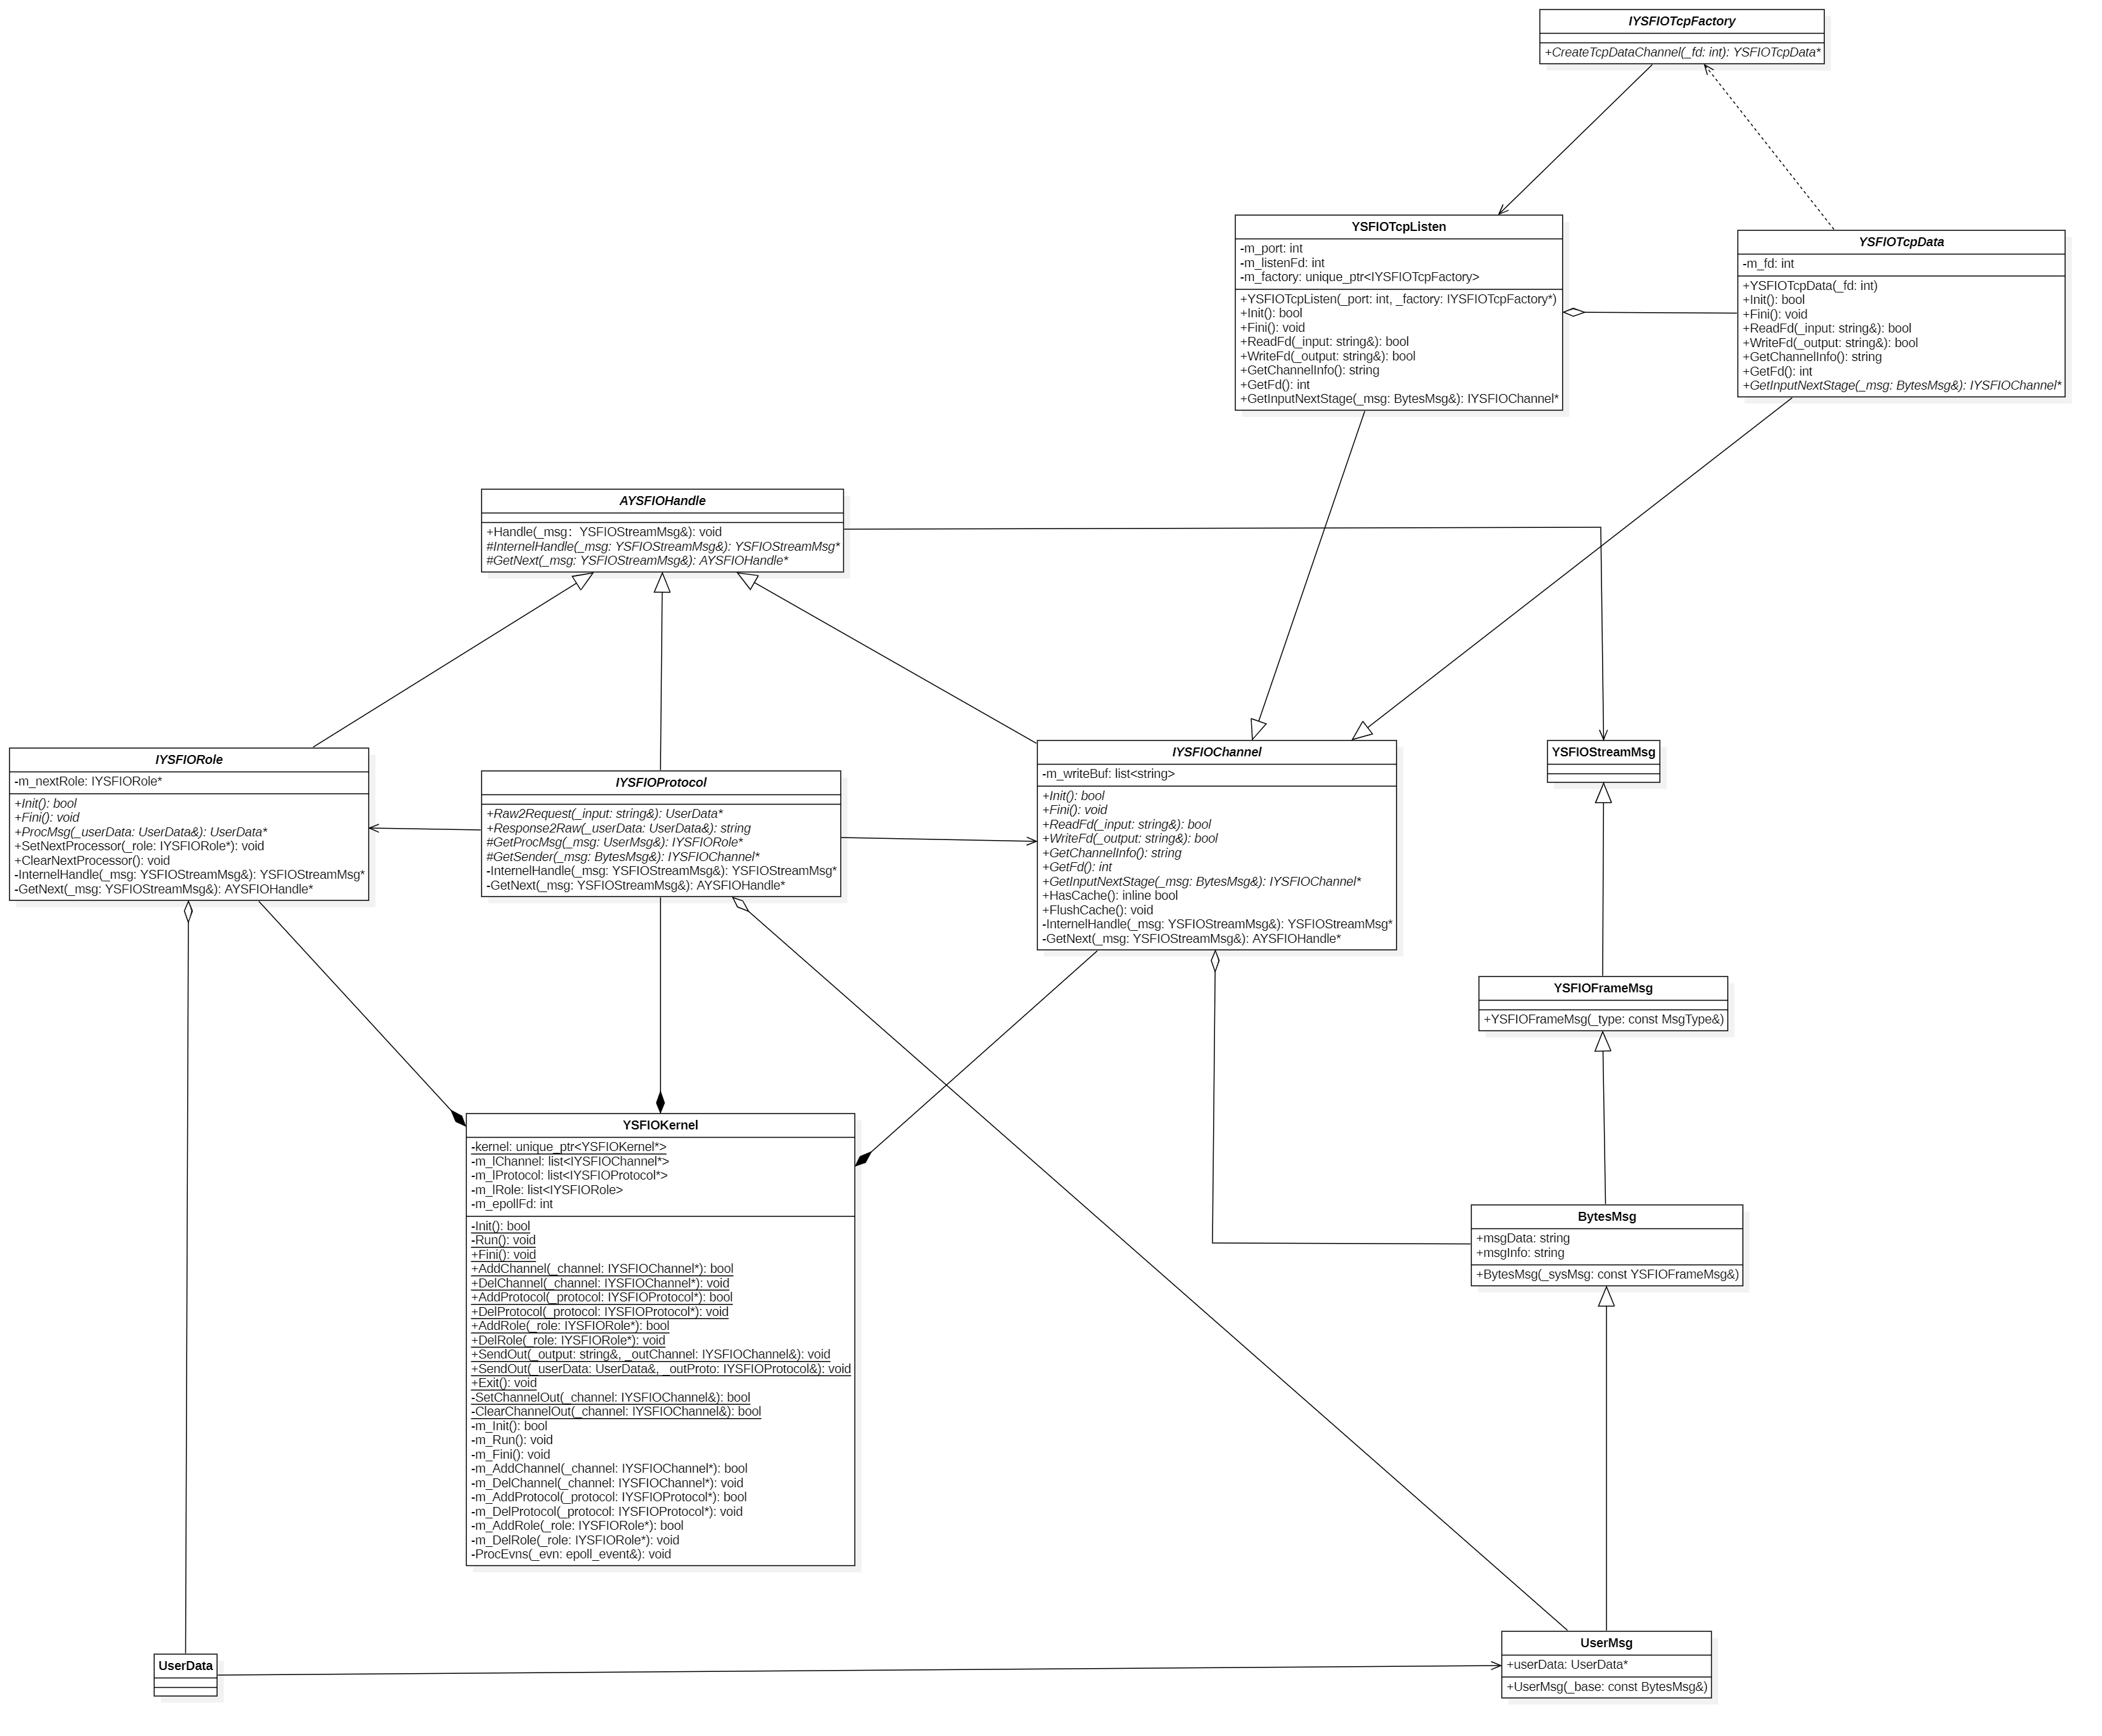 IYSFIOTcpFactory
+CreateTcpDataChannel(_fd: int): YSFIOTcpData*
YSFIOTcpListen
-m_port: int
-m_listenFd: int
-m_factory: unique_ptr<IYSFIOTcpFactory>
+YSFIOTcpListen(_port: int, _factory: IYSFIOTcpFactory*)
+Init(): bool
+Fini(): void
+ReadFd(_input: string&): bool
+WriteFd(_output: string&): bool
+GetChannelInfo(): string
+GetFd(): int
+GetInputNextStage(_msg: BytesMsg&): IYSFIOChannel*
YSFIOTcpData
-m_fd: int
+YSFIOTcpData(_fd: int)
+Init(): bool
+Fini(): void
+ReadFd(_input: string&): bool
+WriteFd(_output: string&): bool
+GetChannelInfo(): string
+GetFd(): int
+GetInputNextStage(_msg: BytesMsg&): IYSFIOChannel*
AYSFIOHandle
+Handle(_msg：YSFIOStreamMsg&): void
#InternelHandle(_msg: YSFIOStreamMsg&): YSFIOStreamMsg*
#GetNext(_msg: YSFIOStreamMsg&): AYSFIOHandle*
IYSFIORole
-m_nextRole: IYSFIORole*
+Init(): bool
+Fini(): void
+ProcMsg(_userData: UserData&): UserData*
+SetNextProcessor(_role: IYSFIORole*): void
+ClearNextProcessor(): void
-InternelHandle(_msg: YSFIOStreamMsg&): YSFIOStreamMsg*
-GetNext(_msg: YSFIOStreamMsg&): AYSFIOHandle*
IYSFIOProtocol
+Raw2Request(_input: string&): UserData*
+Response2Raw(_userData: UserData&): string
#GetProcMsg(_msg: UserMsg&): IYSFIORole*
#GetSender(_msg: BytesMsg&): IYSFIOChannel*
-InternelHandle(_msg: YSFIOStreamMsg&): YSFIOStreamMsg*
-GetNext(_msg: YSFIOStreamMsg&): AYSFIOHandle*
IYSFIOChannel
-m_writeBuf: list<string>
+Init(): bool
+Fini(): void
+ReadFd(_input: string&): bool
+WriteFd(_output: string&): bool
+GetChannelInfo(): string
+GetFd(): int
+GetInputNextStage(_msg: BytesMsg&): IYSFIOChannel*
+HasCache(): inline bool
+FlushCache(): void
-InternelHandle(_msg: YSFIOStreamMsg&): YSFIOStreamMsg*
-GetNext(_msg: YSFIOStreamMsg&): AYSFIOHandle*
YSFIOStreamMsg
YSFIOFrameMsg
+YSFIOFrameMsg(_type: const MsgType&)
YSFIOKernel
-kernel: unique_ptr<YSFIOKernel*>
-m_lChannel: list<IYSFIOChannel*>
-m_lProtocol: list<IYSFIOProtocol*>
-m_lRole: list<IYSFIORole>
-m_epollFd: int
-Init(): bool
-Run(): void
+Fini(): void
+AddChannel(_channel: IYSFIOChannel*): bool
+DelChannel(_channel: IYSFIOChannel*): void
+AddProtocol(_protocol: IYSFIOProtocol*): bool
+DelProtocol(_protocol: IYSFIOProtocol*): void
+AddRole(_role: IYSFIORole*): bool
+DelRole(_role: IYSFIORole*): void
+SendOut(_output: string&, _outChannel: IYSFIOChannel&): void
+SendOut(_userData: UserData&, _outProto: IYSFIOProtocol&): void
+Exit(): void
-SetChannelOut(_channel: IYSFIOChannel&): bool
-ClearChannelOut(_channel: IYSFIOChannel&): bool
-m_Init(): bool
-m_Run(): void
-m_Fini(): void
-m_AddChannel(_channel: IYSFIOChannel*): bool
-m_DelChannel(_channel: IYSFIOChannel*): void
-m_AddProtocol(_protocol: IYSFIOProtocol*): bool
-m_DelProtocol(_protocol: IYSFIOProtocol*): void
-m_AddRole(_role: IYSFIORole*): bool
-m_DelRole(_role: IYSFIORole*): void
-ProcEvns(_evn: epoll_event&): void
BytesMsg
+msgData: string
+msgInfo: string
+BytesMsg(_sysMsg: const YSFIOFrameMsg&)
UserData
UserMsg
+userData: UserData*
+UserMsg(_base: const BytesMsg&)